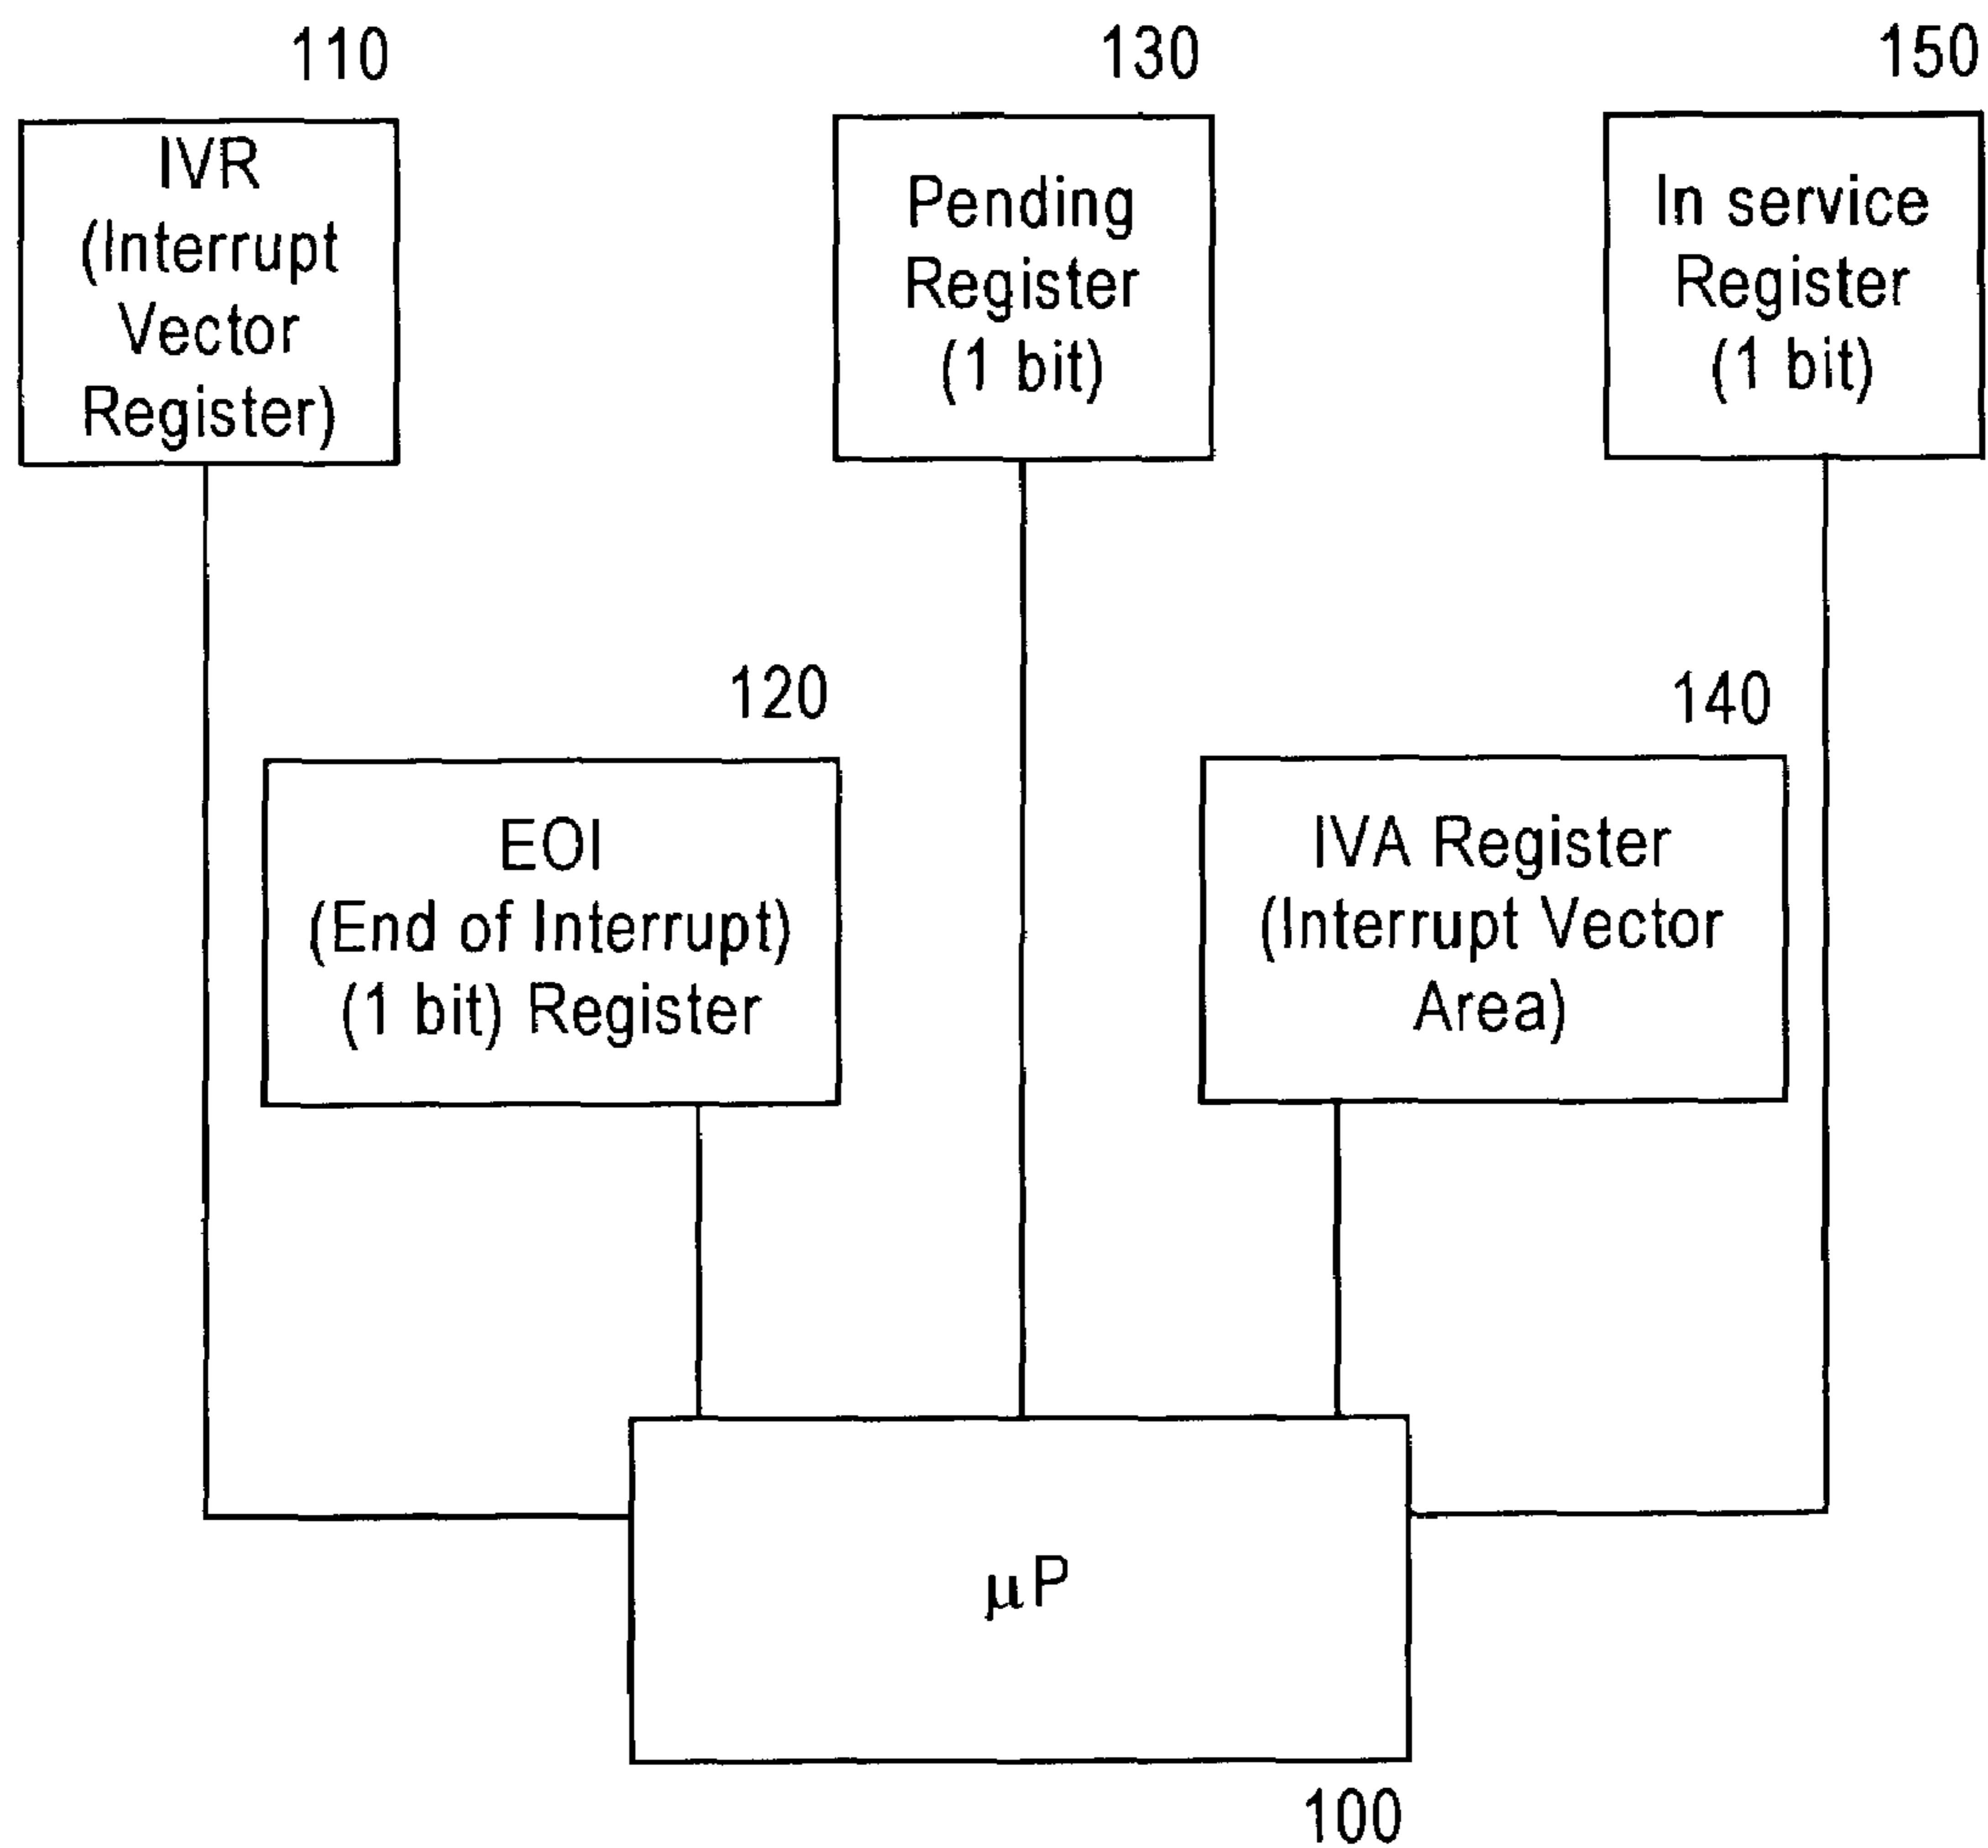 110
IVR
(Interrupt
Vector
Register)
130
Pending
Register
(1 bit)
150
In service
Register
(1 bit)
120
EOI
(End of Interrupt)
(1 bit) Register
140
IVA Register
(Interrupt Vector
Area)
μP
100